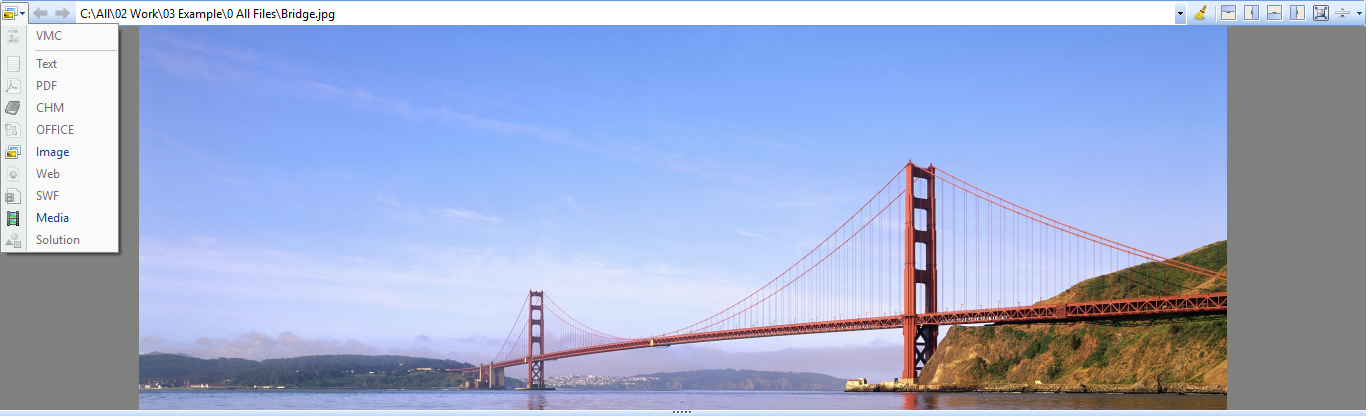 C:\All\02 Work\03 Example\0 All Files\Bridge.jpg
VMC
Text
PDF
CHM
OFFICE
Image
Web
SWF
Media
Solution